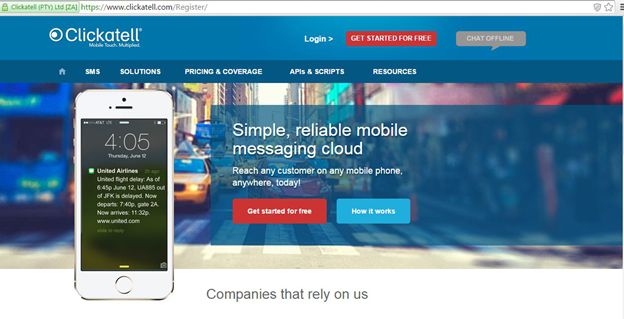 Clickatell (PTY) Ltd [ZA]
https://www.clickatell.com/Register/
Clickatell
Mobile Touch. Multiplied.
Login >
GET STARTED FOR FREE
CHAT OFFLINE
SMS
SOLUTIONS
PRICING & COVERAGE
APIs & SCRIPTS
RESOURCES
4:05
Thursday, June 12
United Airlines
United flight delay: As of
6:45p June 12, UA885 out
of JFK is delayed. Now
departs: 7:40p, gate 2A.
Now arrives: 11:32p.
www.united.com
slide to reply
Simple, reliable mobile
messaging cloud
Reach any customer on any mobile phone,
anywhere, today!
Get started for free
How it works
Companies that rely on us